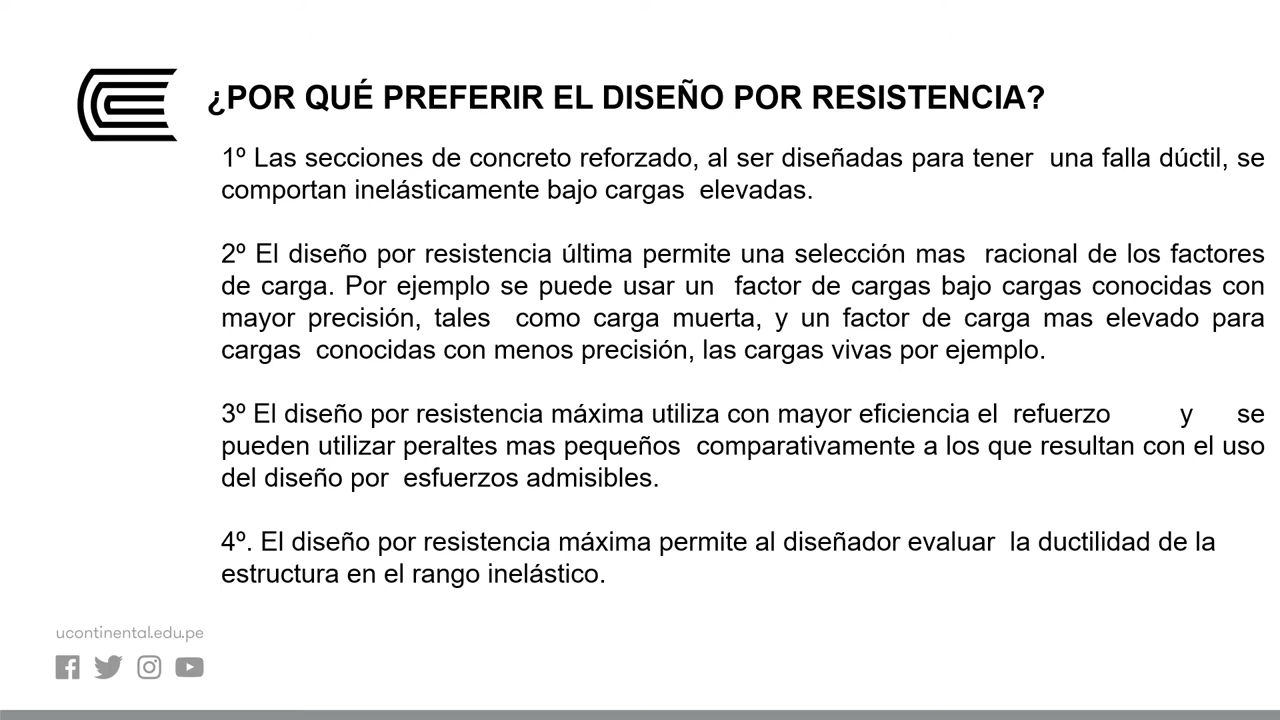 ¿POR QUÉ PREFERIR EL DISEÑO POR RESISTENCIA?
1º Las secciones de concreto reforzado, al ser diseñadas para tener una falla dúctil, se
comportan inelásticamente bajo cargas elevadas.
2º El diseño por resistencia última permite una selección mas racional de los factores
de carga. Por ejemplo se puede usar un factor de cargas bajo cargas conocidas con
mayor precisión, tales como carga muerta, y un factor de carga mas elevado para
cargas conocidas con menos precisión, las cargas vivas por ejemplo.
3º El diseño por resistencia máxima utiliza con mayor eficiencia el refuerzo y se
pueden utilizar peraltes mas pequeños comparativamente a los que resultan con el uso
del diseño por esfuerzos admisibles.
4º. El diseño por resistencia máxima permite al diseñador evaluar la ductilidad de la
estructura en el rango inelástico.
ucontinental.edu.pe